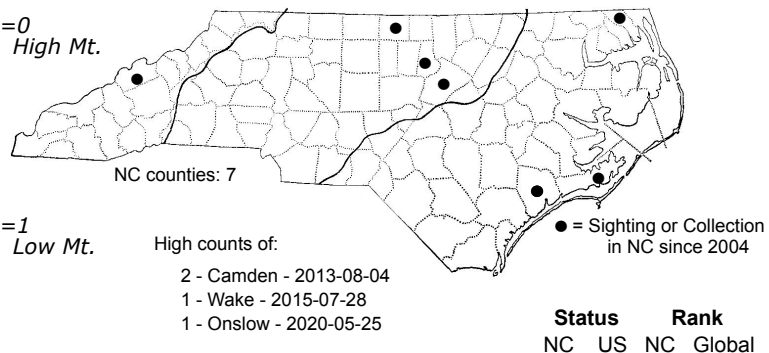 =0
High Mt.
NC counties: 7
=1
Low Mt.
High counts of:
2 - Camden - 2013-08-04
1 - Wake - 2015-07-28
1 - Onslow - 2020-05-25
● = Sighting or Collection
in NC since 2004
Status Rank
NC US NC Global